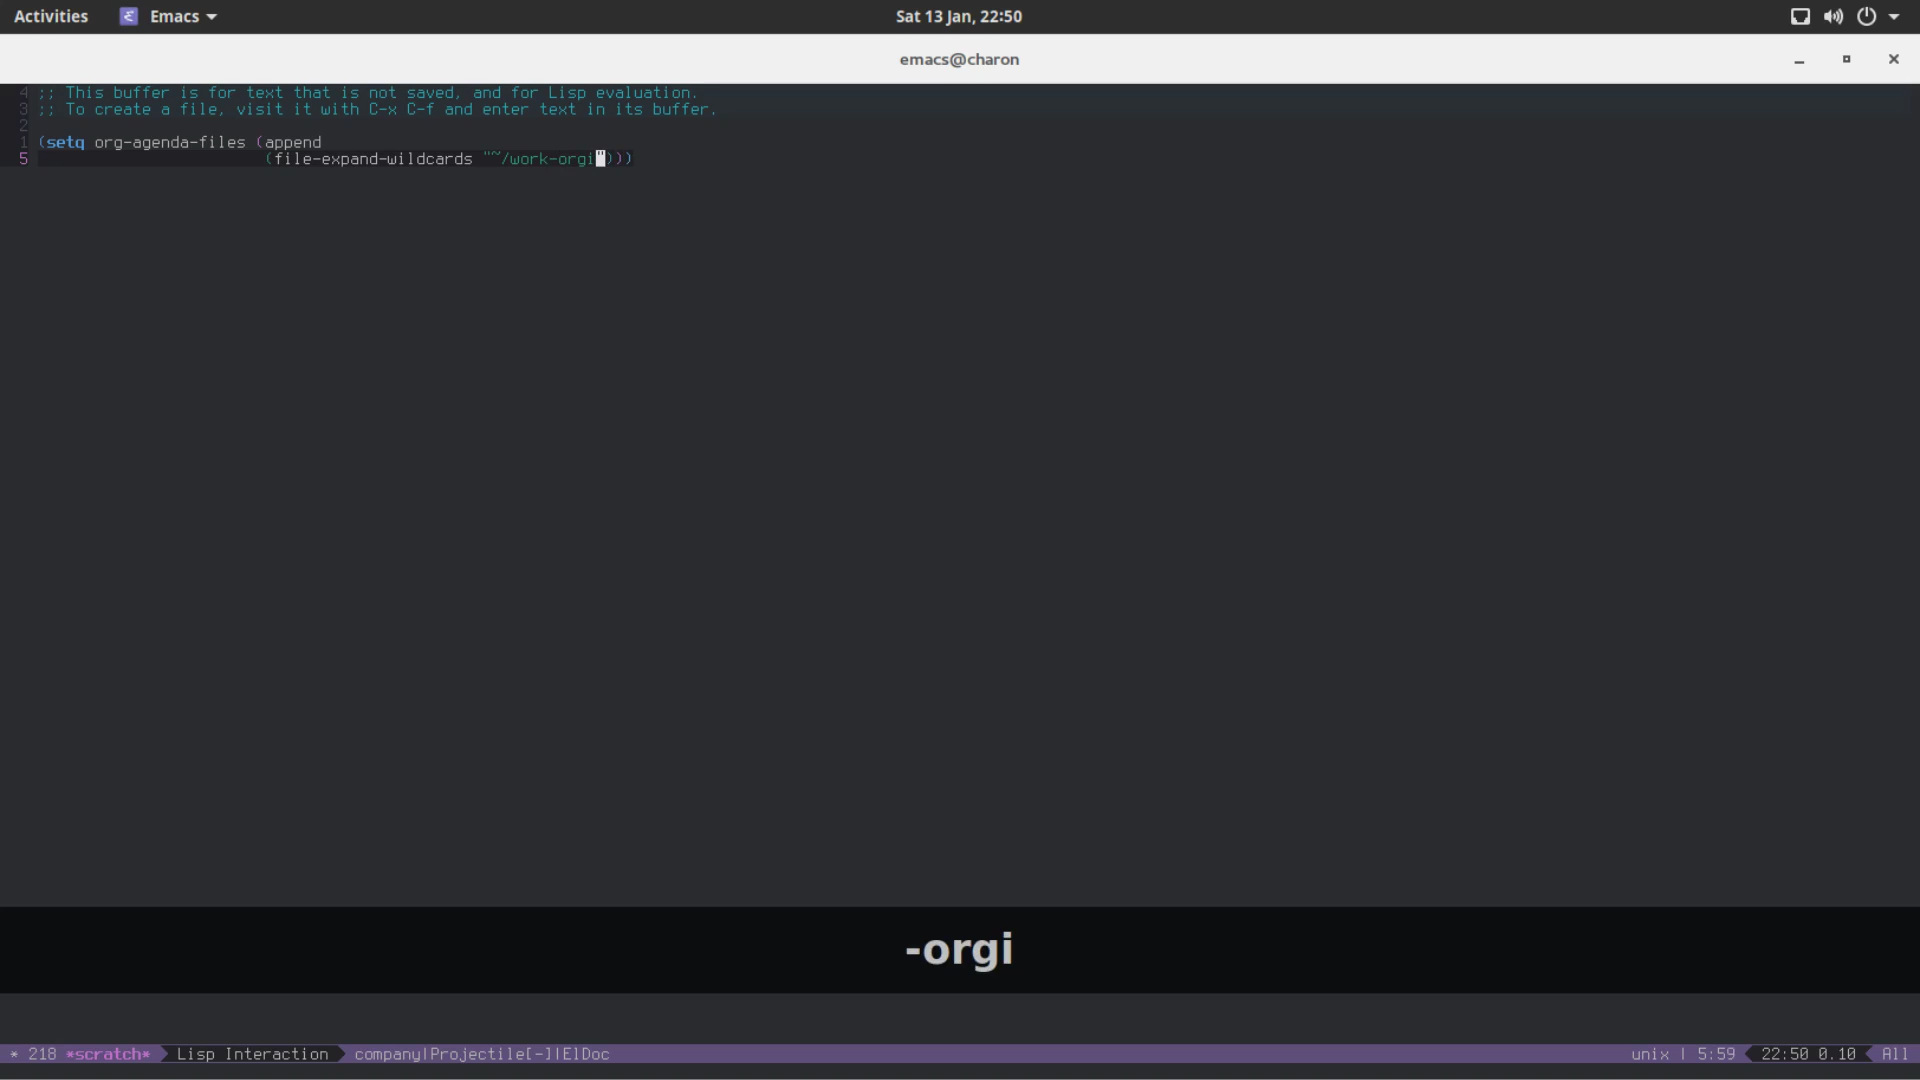 Activities Emacs Sat 13 Jan, 22:50
emacs@charon
4 ;; This buffer is for text that is not saved, and for Lisp evaluation.
3 ;; To create a file, visit it with C-x C-f and enter text in its buffer.
2
1 (setq org-agenda-files (append
5 (file-expand-wildcards "~/work-orgi")))
-orgi
* 218 *scratch* Lisp Interaction company|Projectile[-]|ElDoc unix | 5:59 22:50 0.10 All